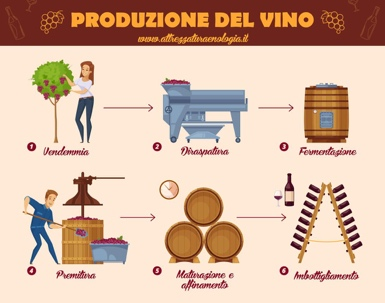 PRODUZIONE DEL VINO
www.attrezzaturaenologia.it
1 Vendemmia
2 Diraspatura
3 Fermentazione
4 Premitura
5 Maturazione e
affinamento
6 Imbottigliamento